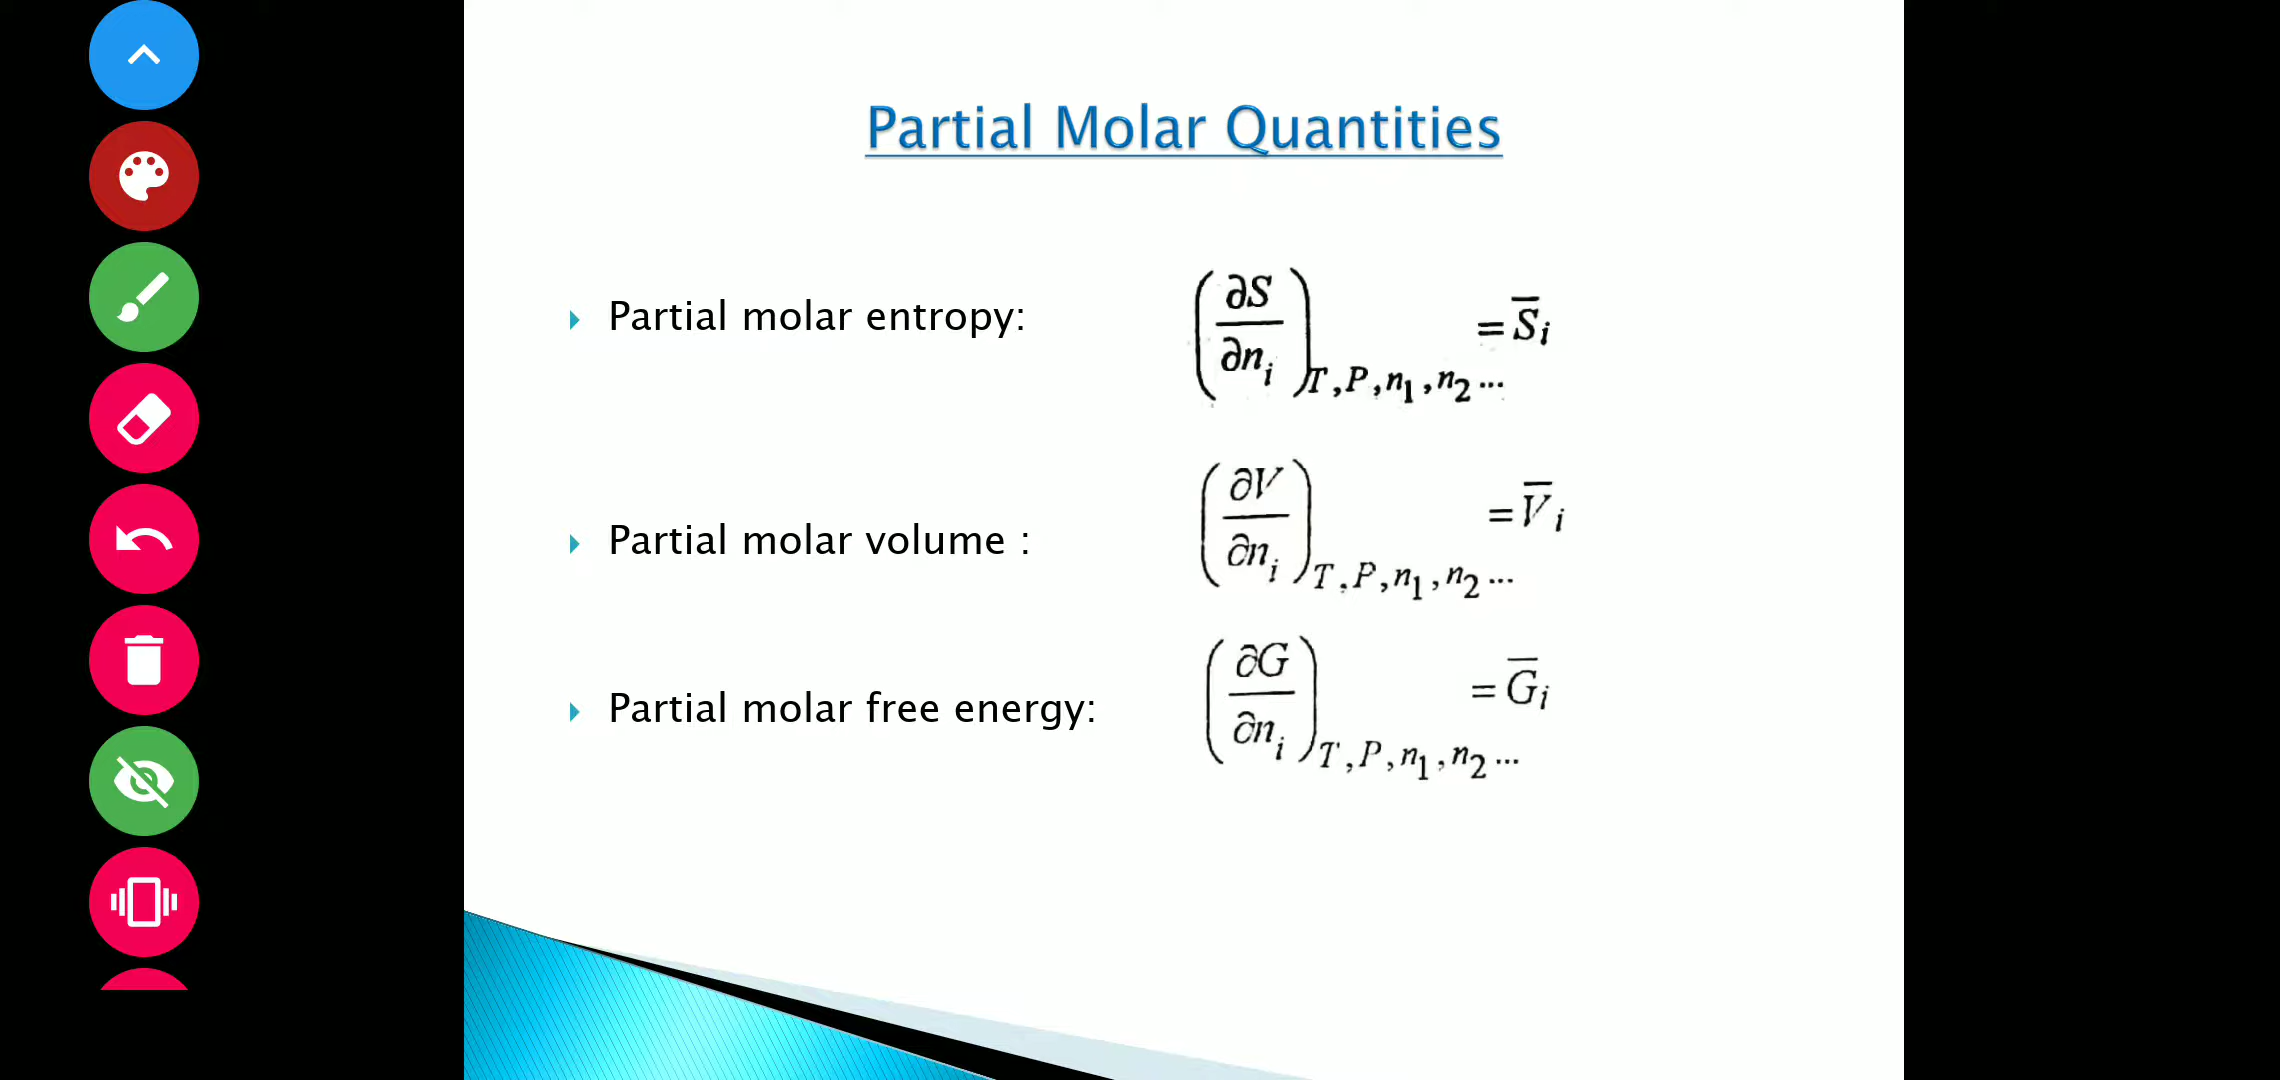 Partial Molar Quantities
Partial molar entropy: (∂S/∂n_i)_{T,P,n_1,n_2...} = S̅_i
Partial molar volume : (∂V/∂n_i)_{T,P,n_1,n_2...} = V̅_i
Partial molar free energy: (∂G/∂n_i)_{T,P,n_1,n_2...} = G̅_i